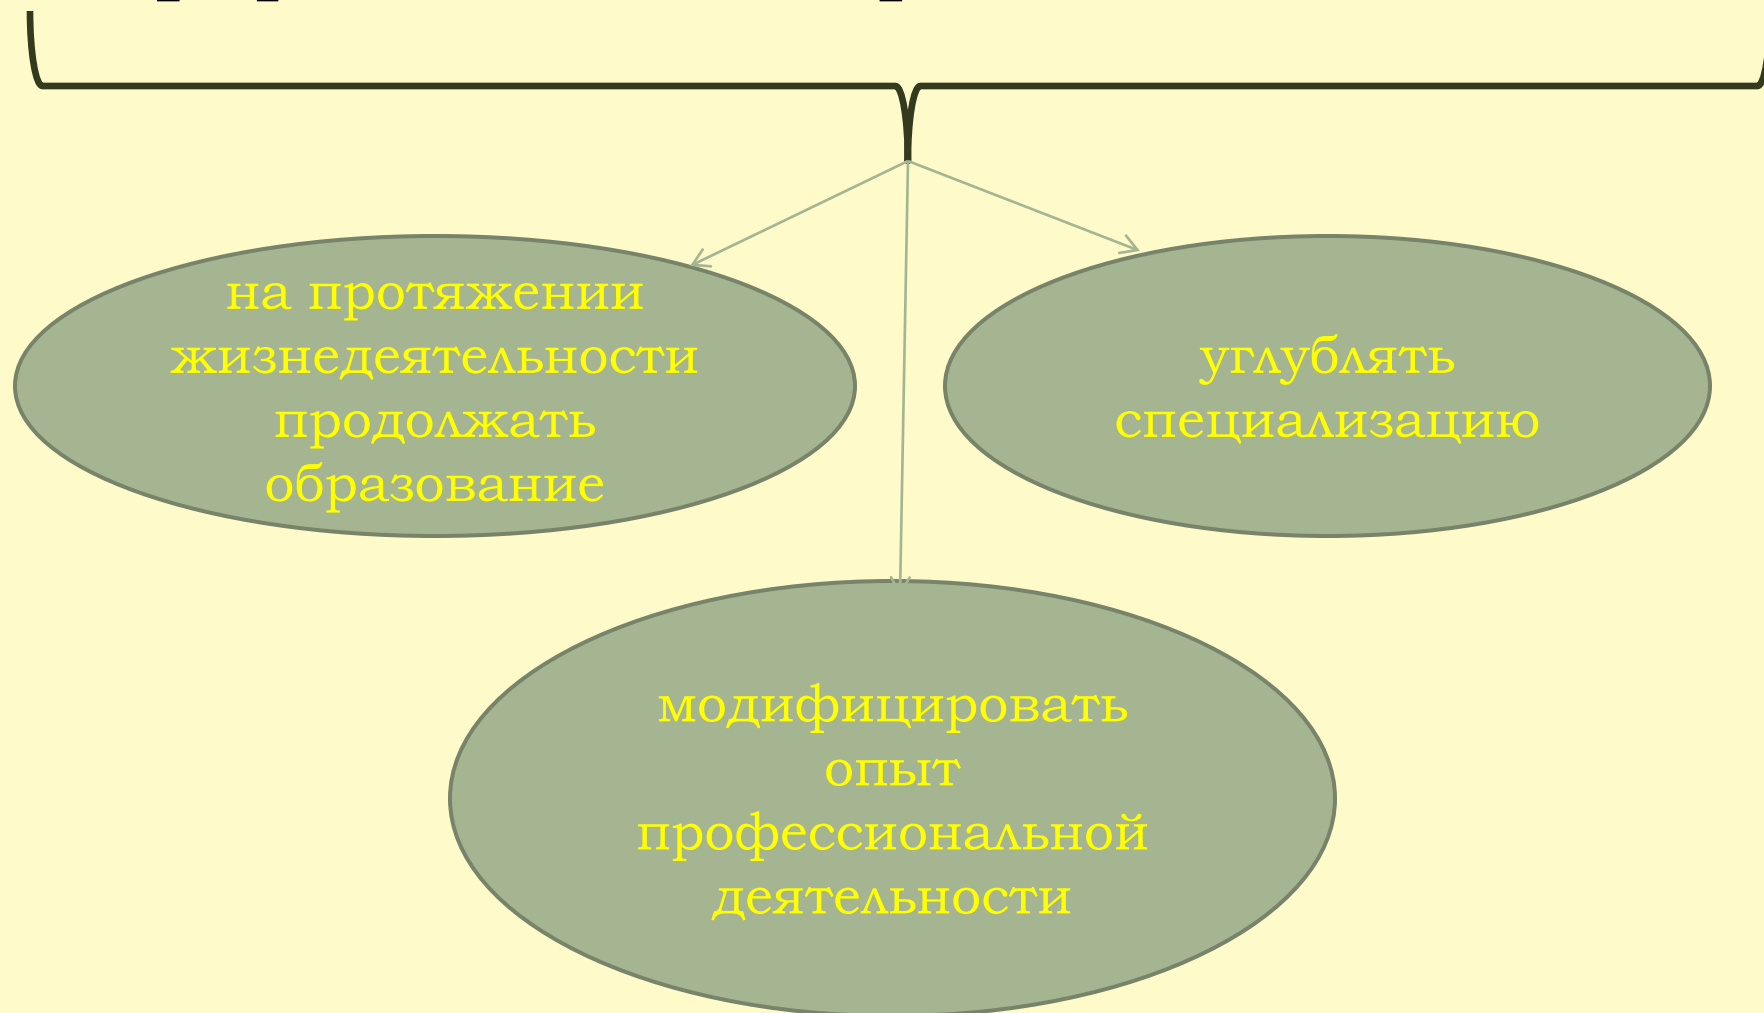 на протяжении
жизнедеятельности
продолжать
образование
углублять
специализацию
модифицировать
опыт
профессиональной
деятельности